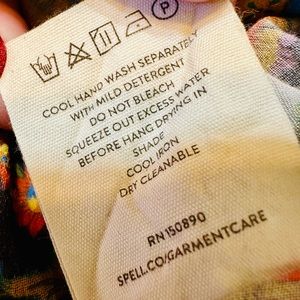 COOL HAND WASH SEPARATELY
WITH MILD DETERGENT
DO NOT BLEACH
SQUEEZE OUT EXCESS WATER
BEFORE HANG DRYING IN
SHADE
COOL IRON
DRY CLEANABLE
RN 150890
SPELL.CO/GARMENTCARE